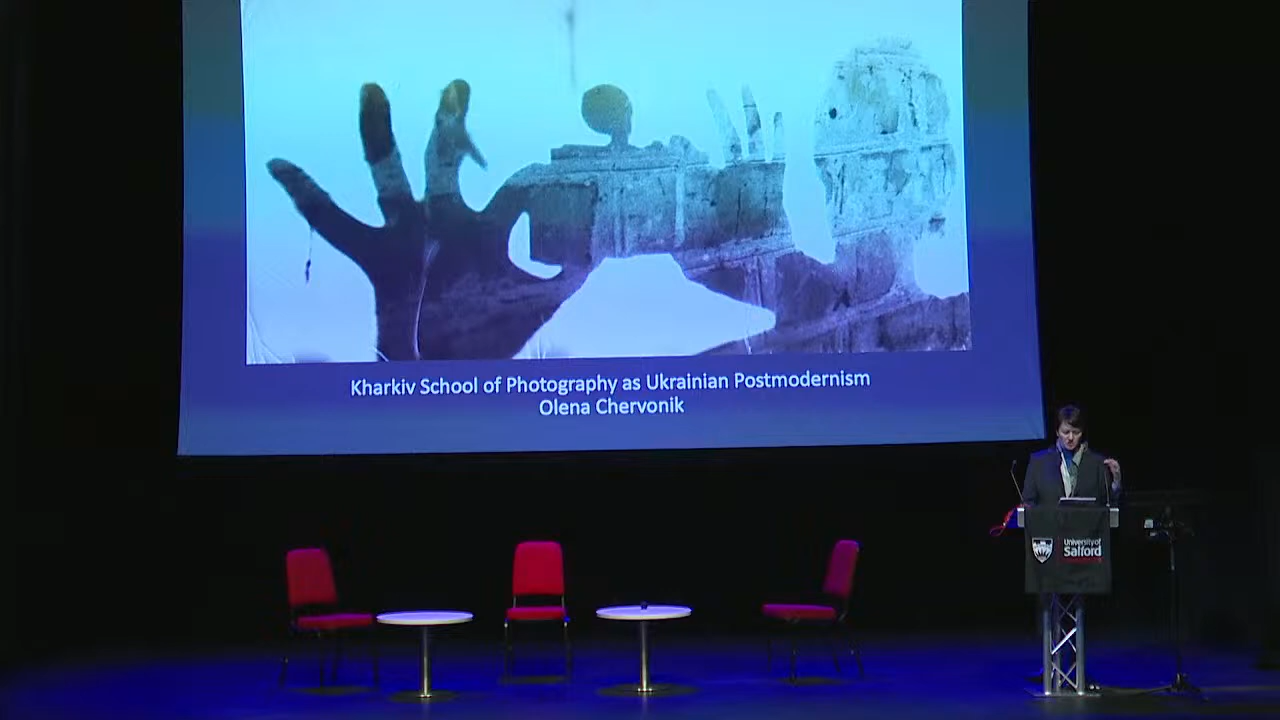 Kharkiv School of Photography as Ukrainian Postmodernism
Olena Chervonik
University of
Salford